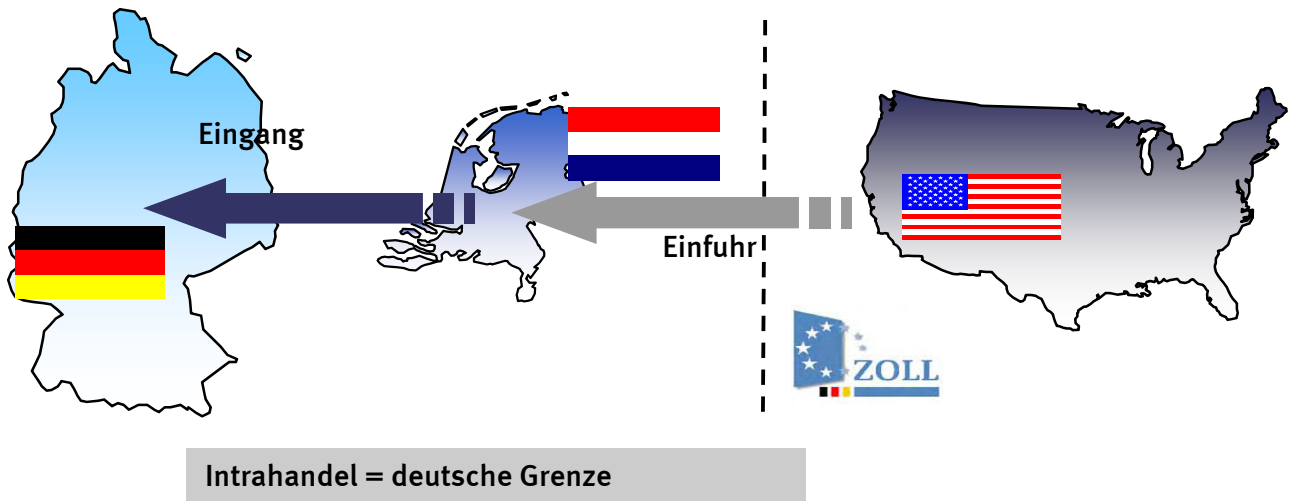 Eingang
Einfuhr
ZOLL
Intrahandel = deutsche Grenze